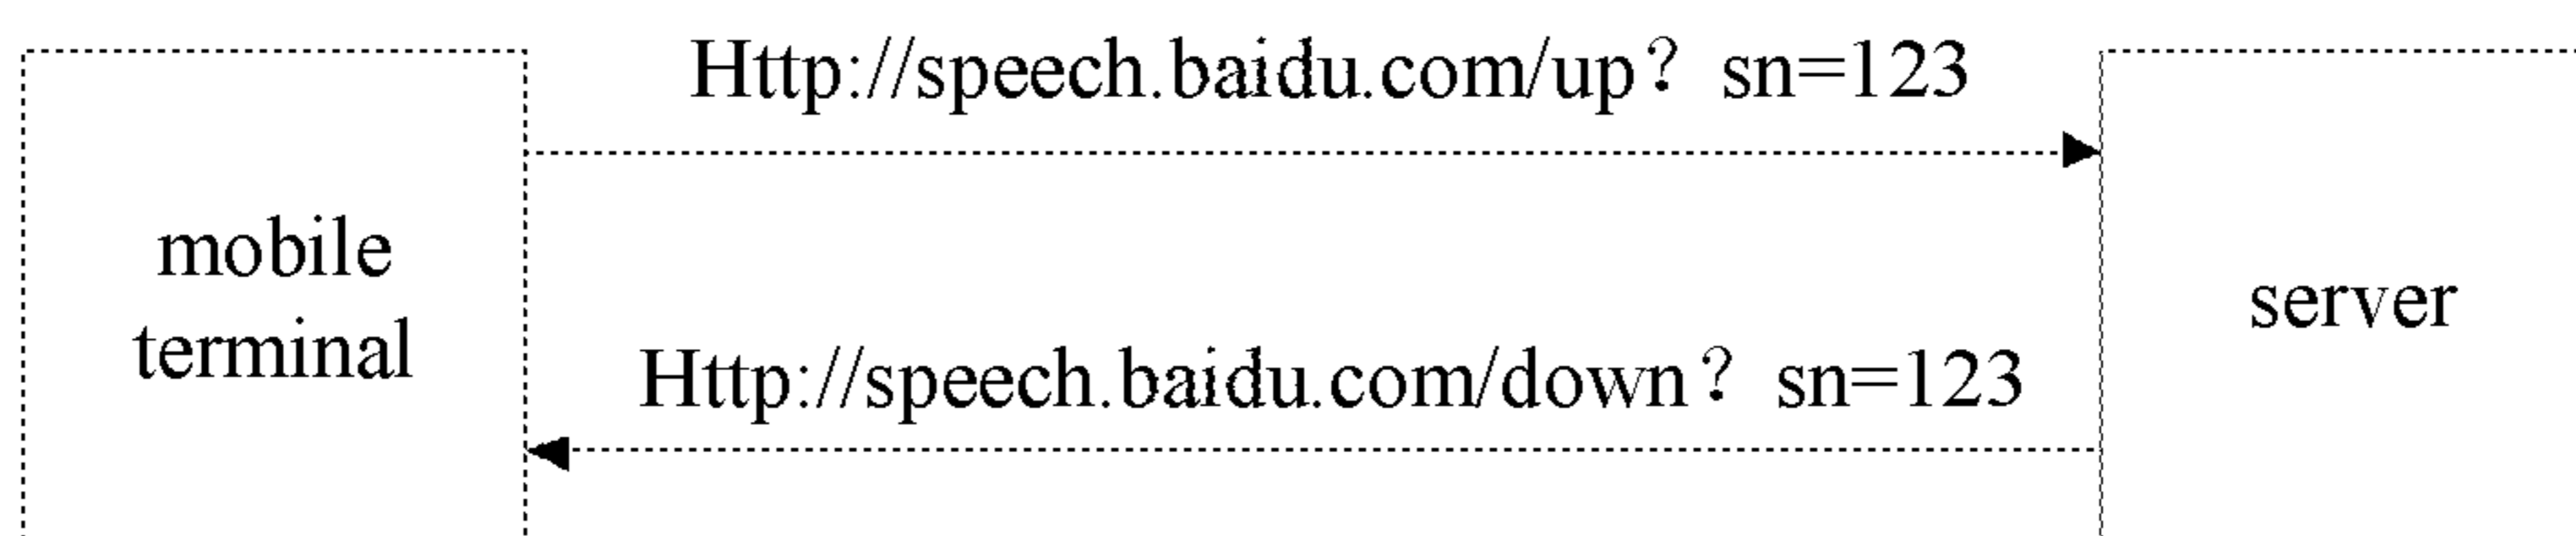 Http://speech.baidu.com/up？ sn=123
mobile
terminal
server
Http://speech.baidu.com/down？ sn=123